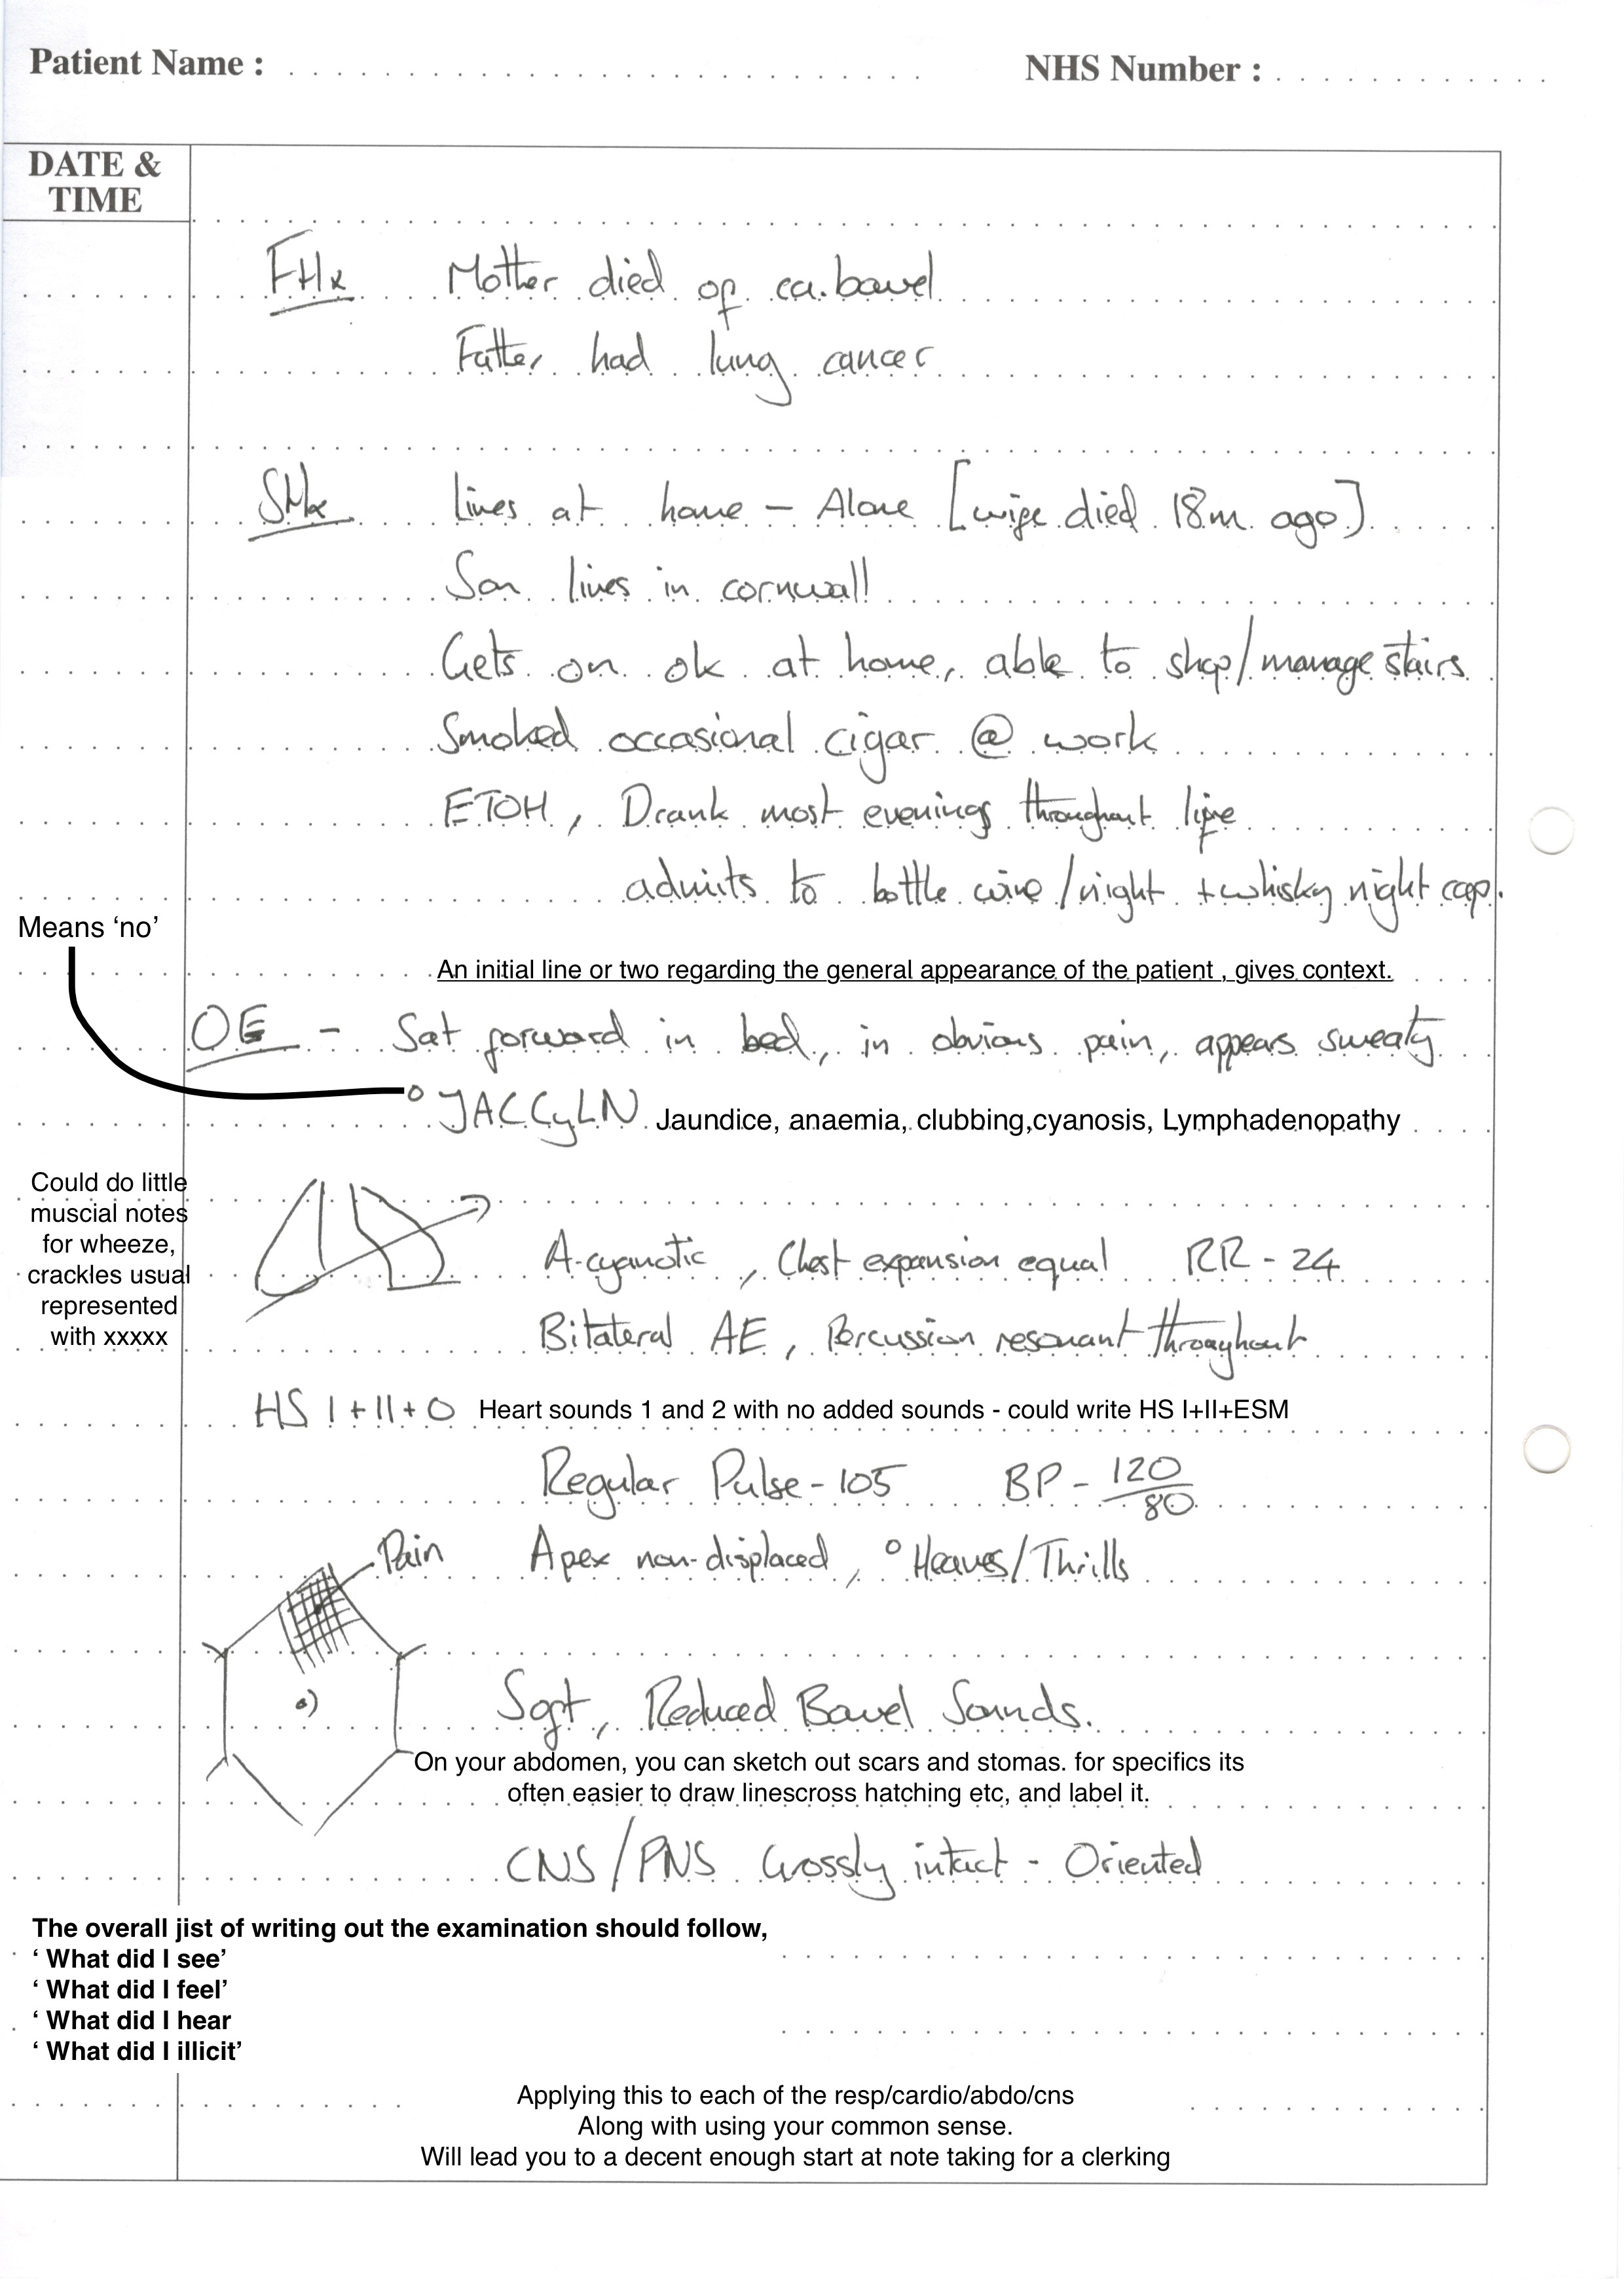 Patient Name : NHS Number :
DATE &
TIME
FHx Mother died of ca. bowel
Father had lung cancer
SHx Lives at home - Alone [wife died 18m ago]
Son lives in cornwall
Gets on ok at home, able to shop/manage stairs
Smoked occasional cigar @ work
ETOH, Drank most evenings throughout life
admits to bottle wine/night + whisky night cap.
Means ‘no’
An initial line or two regarding the general appearance of the patient , gives context.
OE - Sat forward in bed, in obvious pain, appears sweaty
° JACCyLN Jaundice, anaemia, clubbing,cyanosis, Lymphadenopathy
Could do little
muscial notes
for wheeze,
crackles usual
represented
with xxxxx
A-cyanotic, Chest expansion equal RR - 24
Bilateral AE, Percussion resonant throughout
HS I + II + O Heart sounds 1 and 2 with no added sounds - could write HS I+II+ESM
Regular Pulse - 105 BP - 120/80
Pain Apex non-displaced, ° Heaves/Thrills
Soft, Reduced Bowel Sounds.
On your abdomen, you can sketch out scars and stomas. for specifics its
often easier to draw linescross hatching etc, and label it.
CNS/PNS Grossly intact - Oriented
The overall jist of writing out the examination should follow,
‘ What did I see’
‘ What did I feel’
‘ What did I hear
‘ What did I illicit’
Applying this to each of the resp/cardio/abdo/cns
Along with using your common sense.
Will lead you to a decent enough start at note taking for a clerking